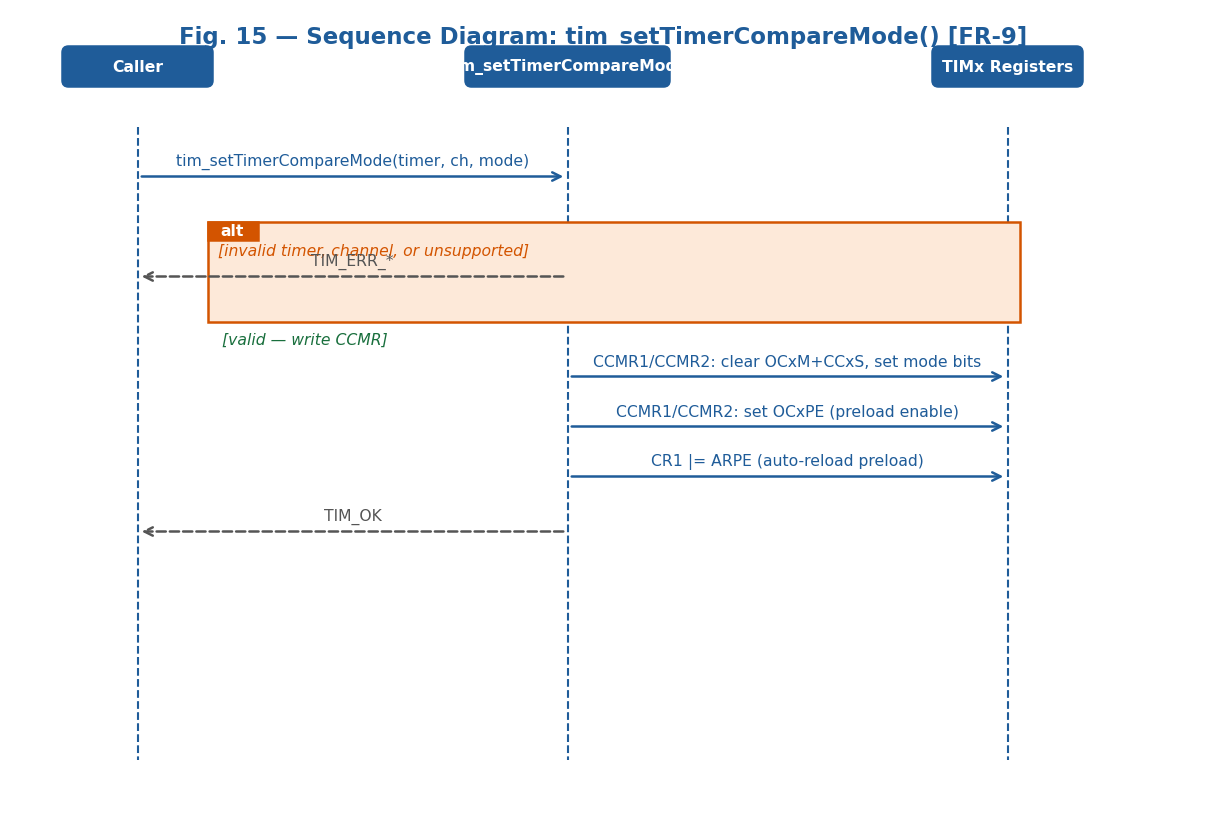 Fig. 15 — Sequence Diagram: tim_setTimerCompareMode() [FR-9]
Caller
m_setTimerCompareMod
TIMx Registers
tim_setTimerCompareMode(timer, ch, mode)
alt
[invalid timer, channel, or unsupported]
TIM_ERR_*
[valid — write CCMR]
CCMR1/CCMR2: clear OCxM+CCxS, set mode bits
CCMR1/CCMR2: set OCxPE (preload enable)
CR1 |= ARPE (auto-reload preload)
TIM_OK